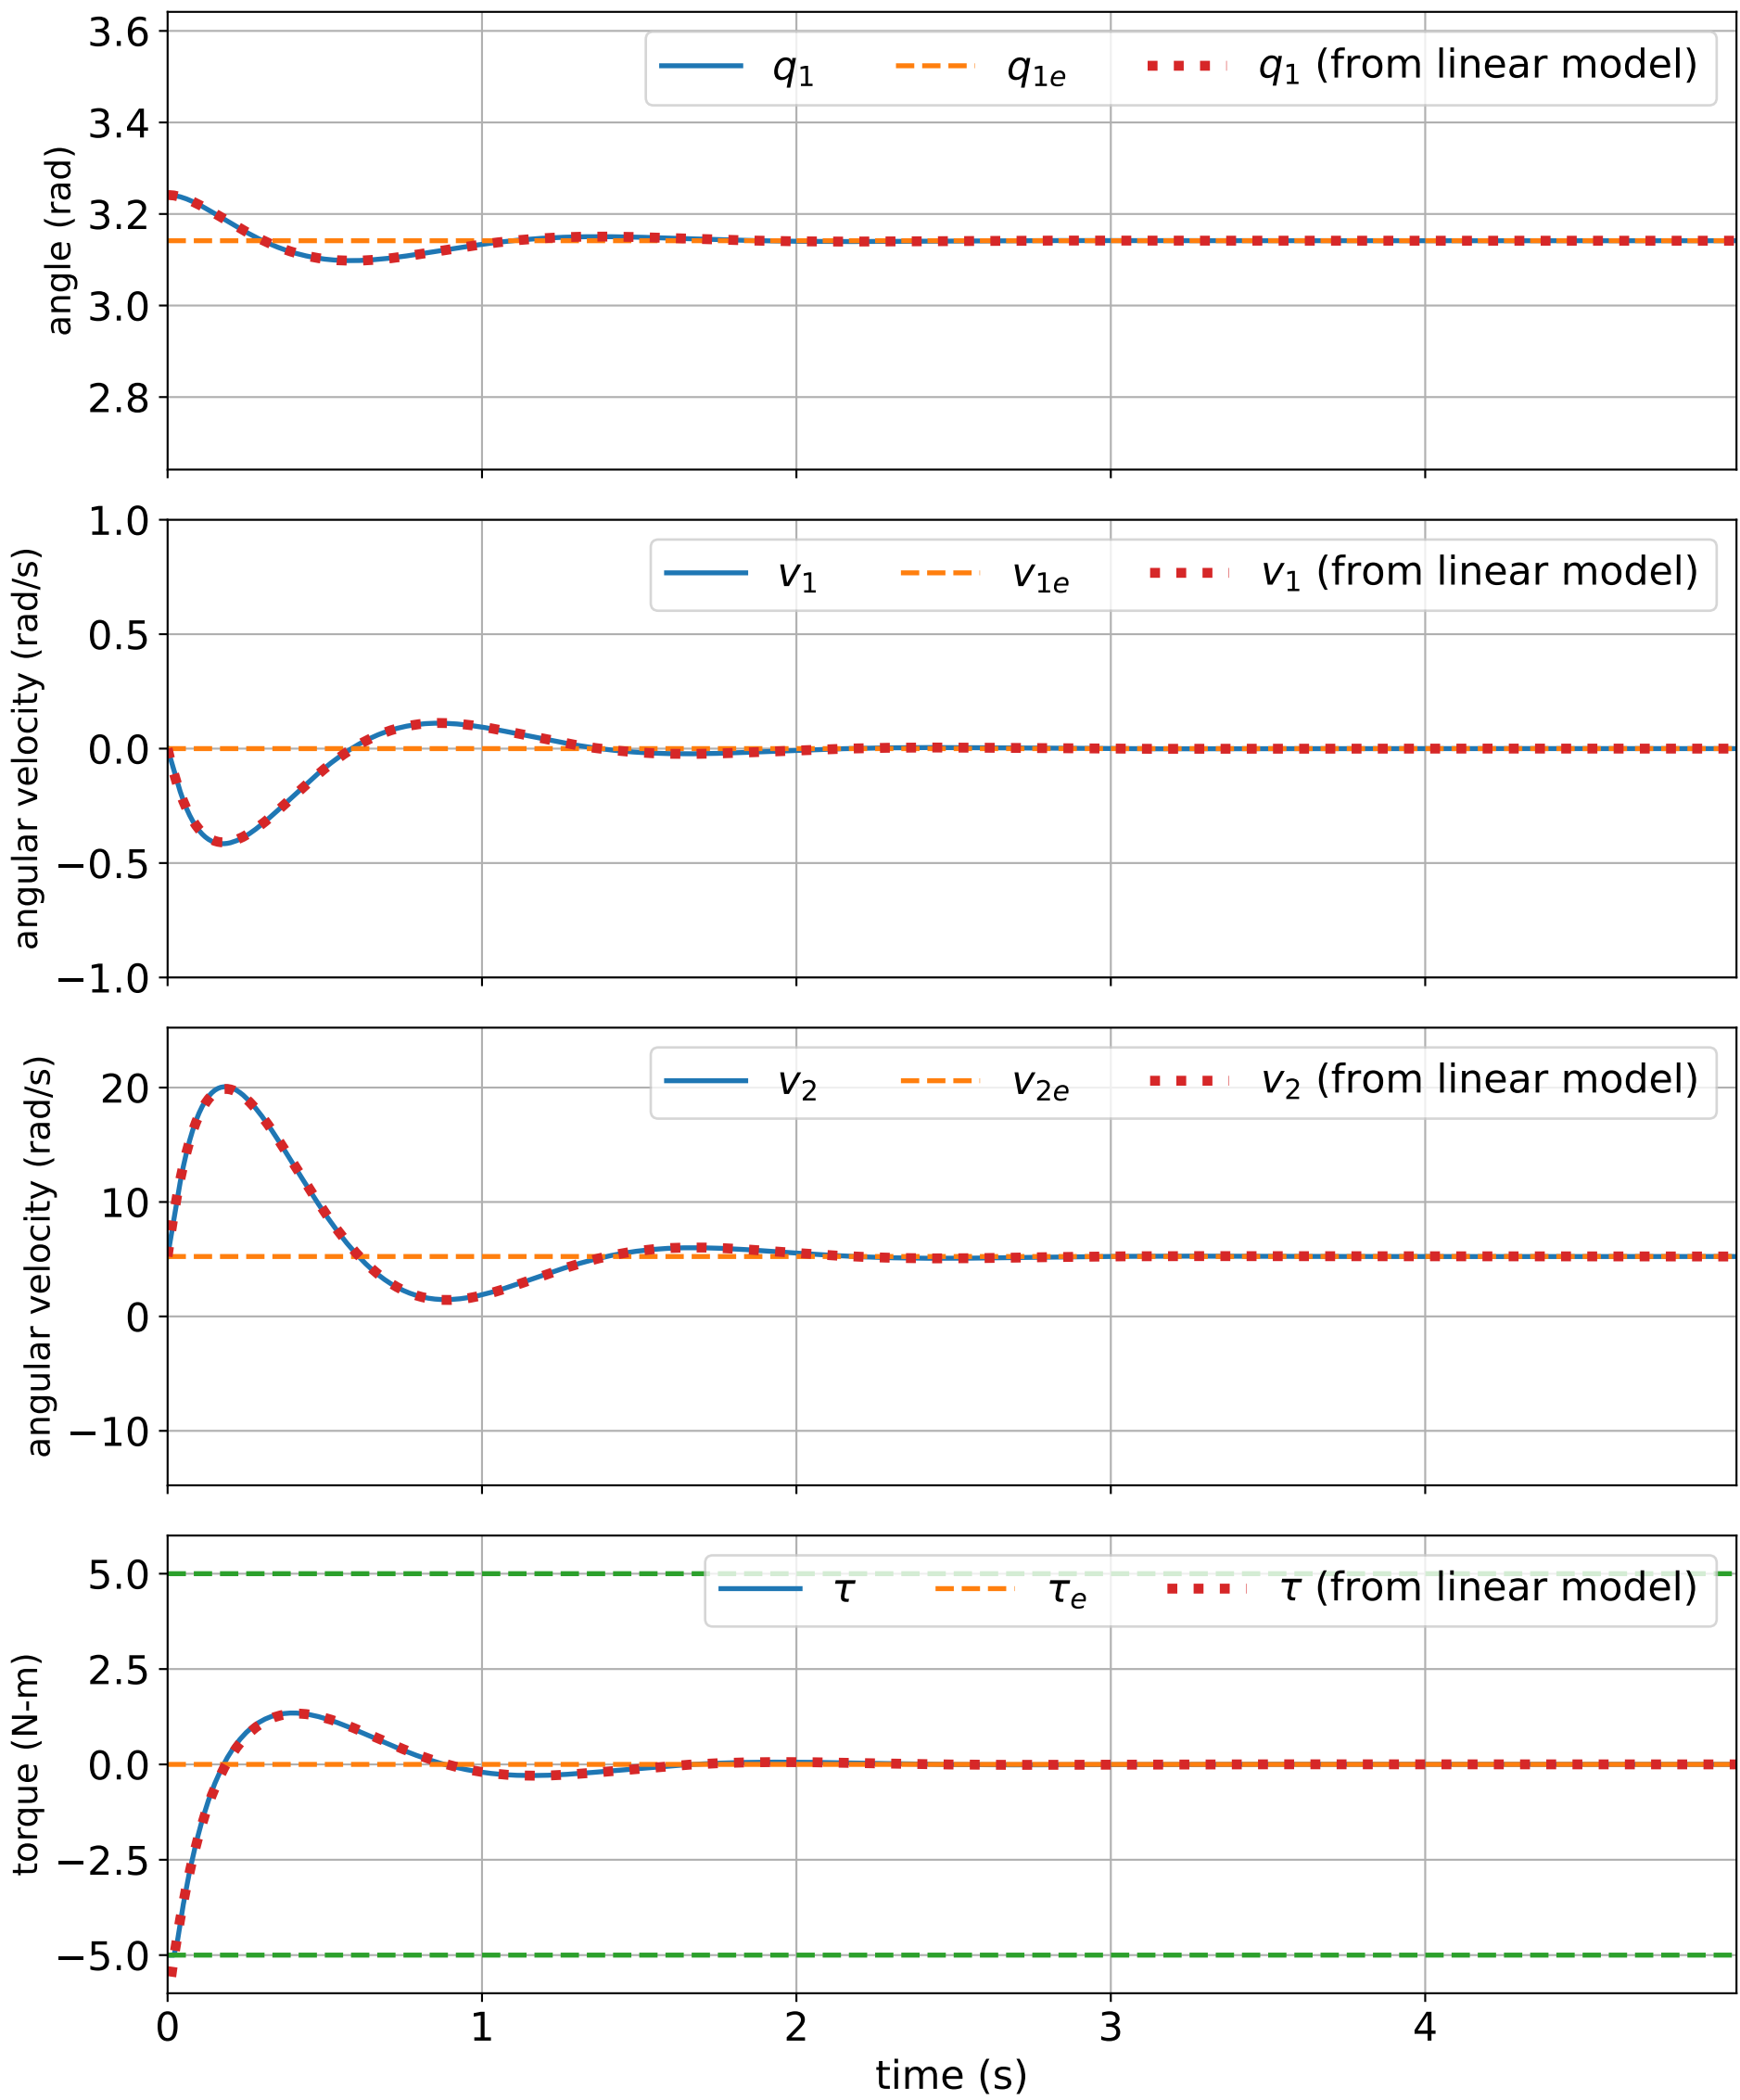 angle (rad)
3.6
3.4
3.2
3.0
2.8
q₁ q₁ₑ q₁ (from linear model)
angular velocity (rad/s)
1.0
0.5
0.0
−0.5
−1.0
v₁ v₁ₑ v₁ (from linear model)
angular velocity (rad/s)
20
10
0
−10
v₂ v₂ₑ v₂ (from linear model)
torque (N-m)
5.0
2.5
0.0
−2.5
−5.0
τ τₑ τ (from linear model)
0 1 2 3 4
time (s)